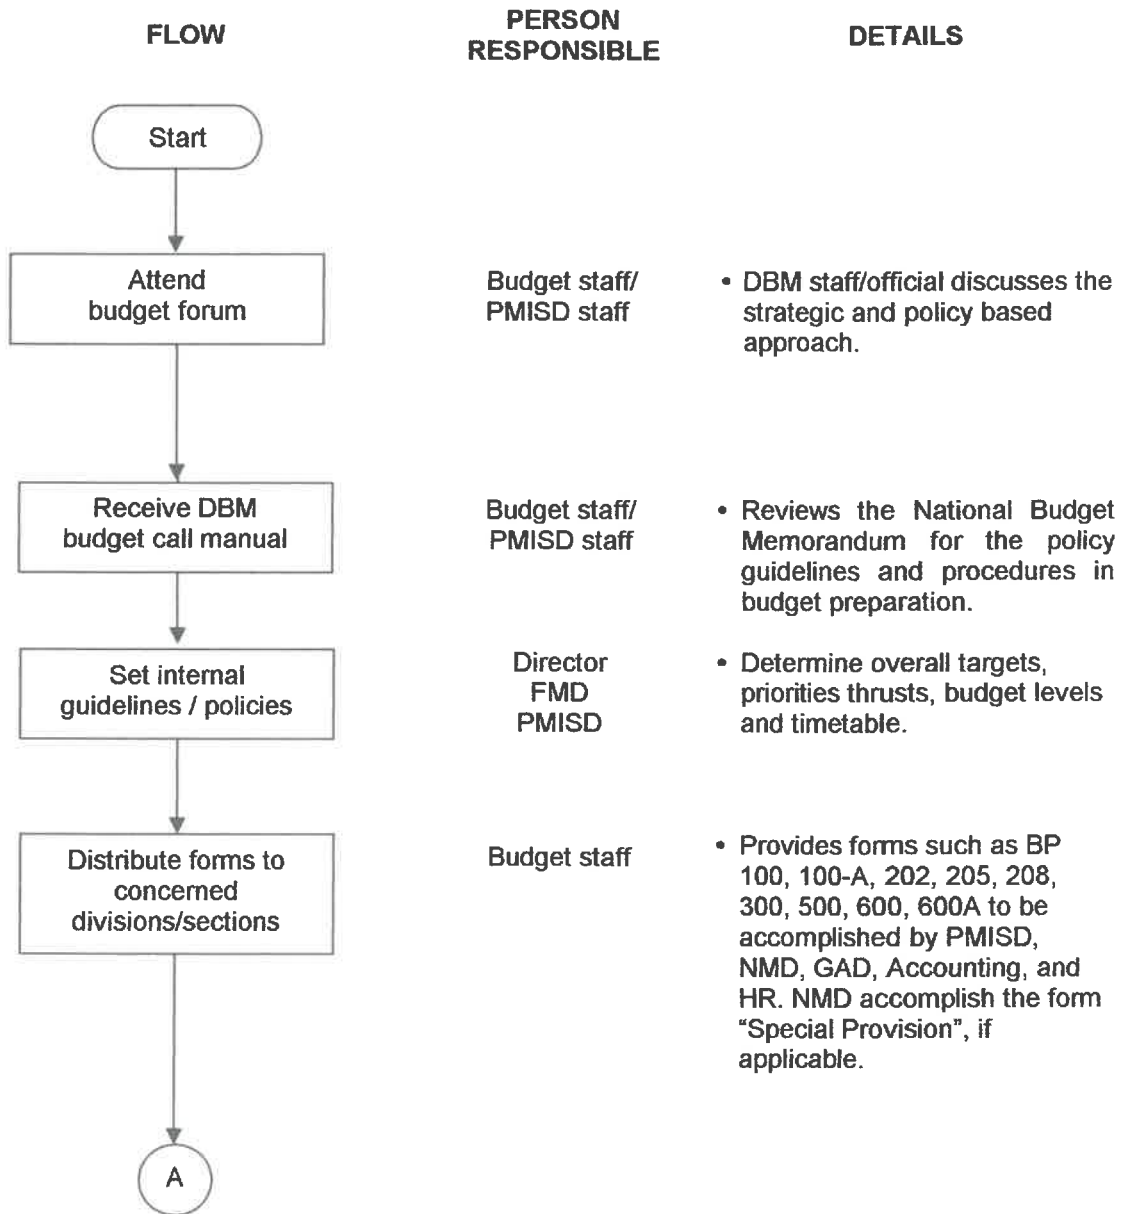 FLOW
PERSON
RESPONSIBLE
DETAILS
Start
Attend
budget forum
Budget staff/
PMISD staff
• DBM staff/official discusses the
strategic and policy based
approach.
Receive DBM
budget call manual
Budget staff/
PMISD staff
• Reviews the National Budget
Memorandum for the policy
guidelines and procedures in
budget preparation.
Set internal
guidelines / policies
Director
FMD
PMISD
• Determine overall targets,
priorities thrusts, budget levels
and timetable.
Distribute forms to
concerned
divisions/sections
Budget staff
• Provides forms such as BP
100, 100-A, 202, 205, 208,
300, 500, 600, 600A to be
accomplished by PMISD,
NMD, GAD, Accounting, and
HR. NMD accomplish the form
“Special Provision”, if
applicable.
A